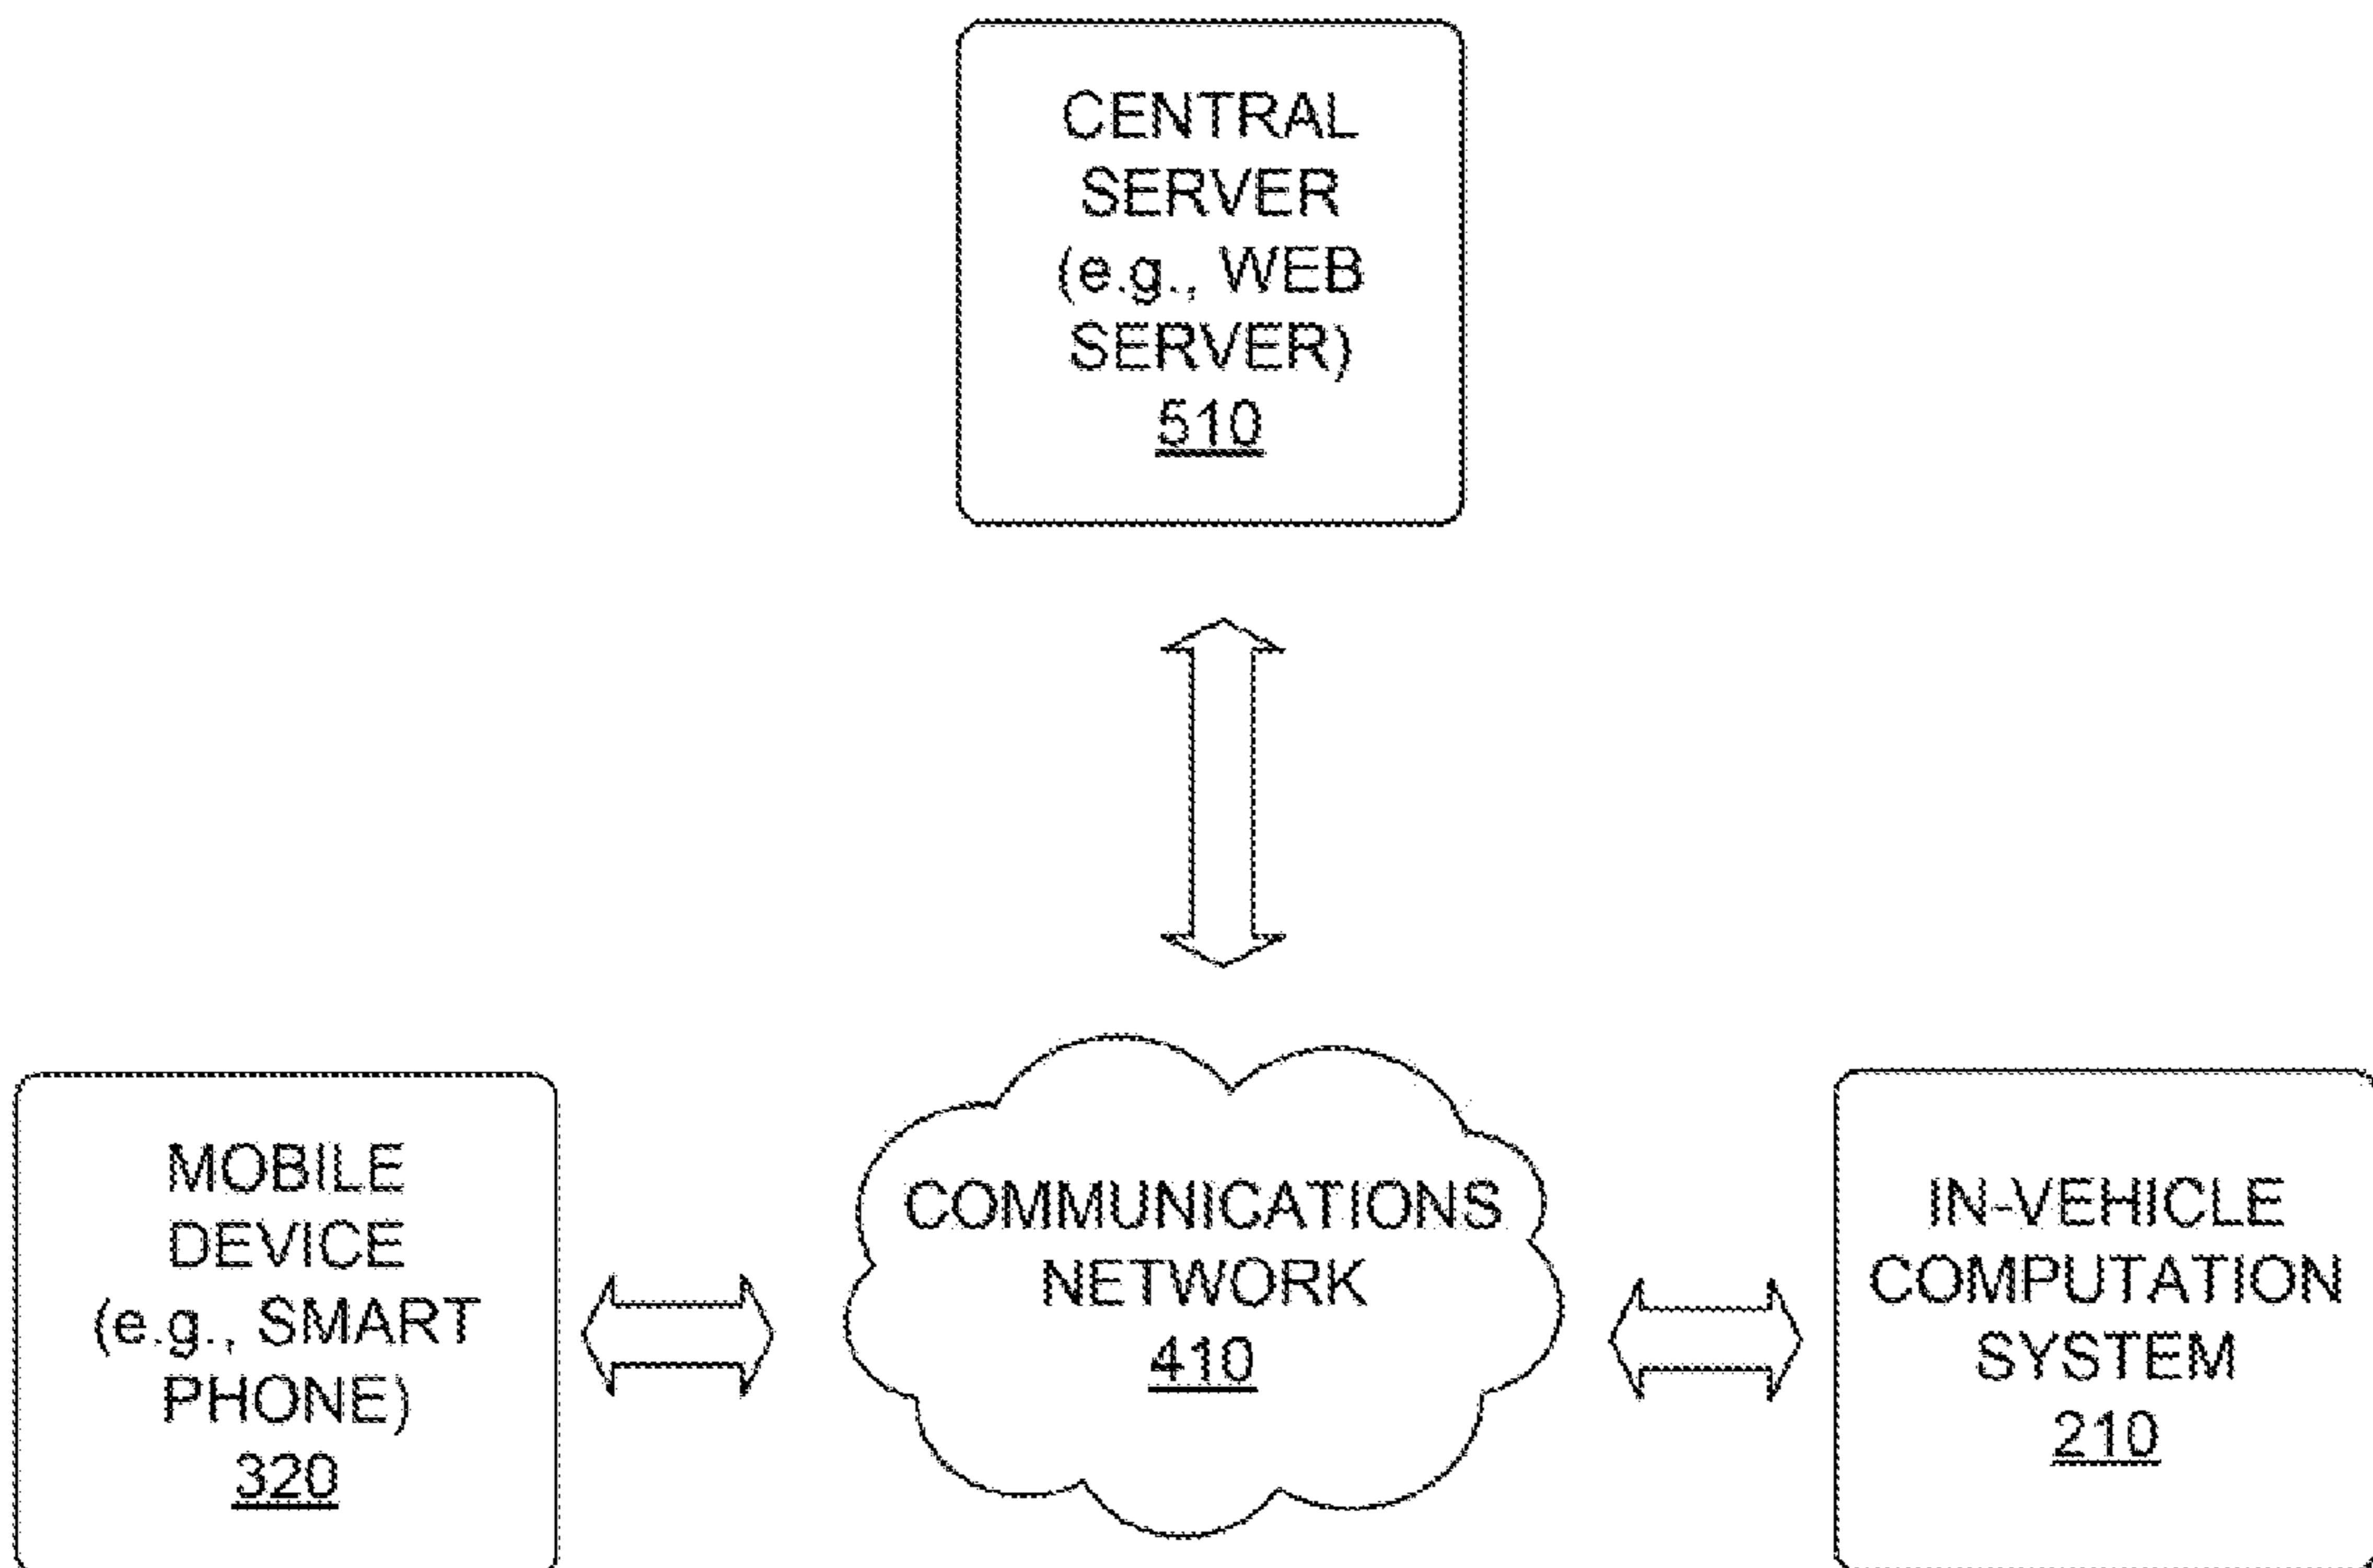 CENTRAL
SERVER
(e.g., WEB
SERVER)
510
MOBILE
DEVICE
(e.g., SMART
PHONE)
320
COMMUNICATIONS
NETWORK
410
IN-VEHICLE
COMPUTATION
SYSTEM
210